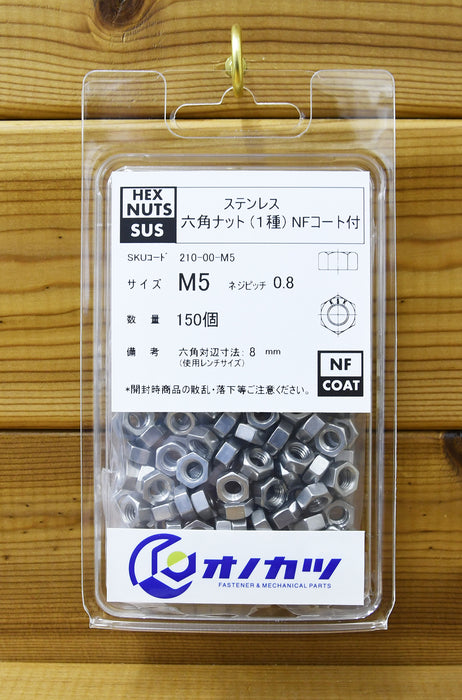 HEX
NUTS
SUS
ステンレス
六角ナット(1種)NFコート付
SKUコード 210-00-M5
サイズ M5 ネジピッチ 0.8
数量 150個
備考 六角対辺寸法:8 mm
(使用レンチサイズ)
NF
COAT
*開封時商品の散乱・落下等ご注意ください。
オノカツ
FASTENER & MECHANICAL PARTS